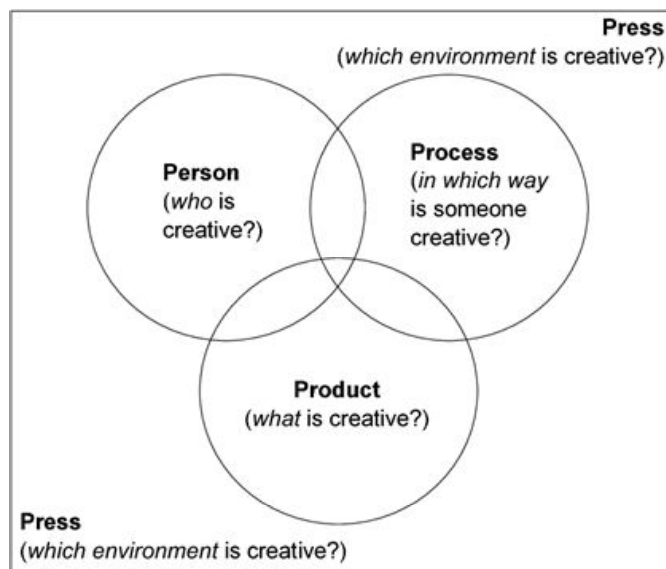 Press
(which environment is creative?)
Person
(who is
creative?)
Process
(in which way
is someone
creative?)
Product
(what is creative?)
Press
(which environment is creative?)